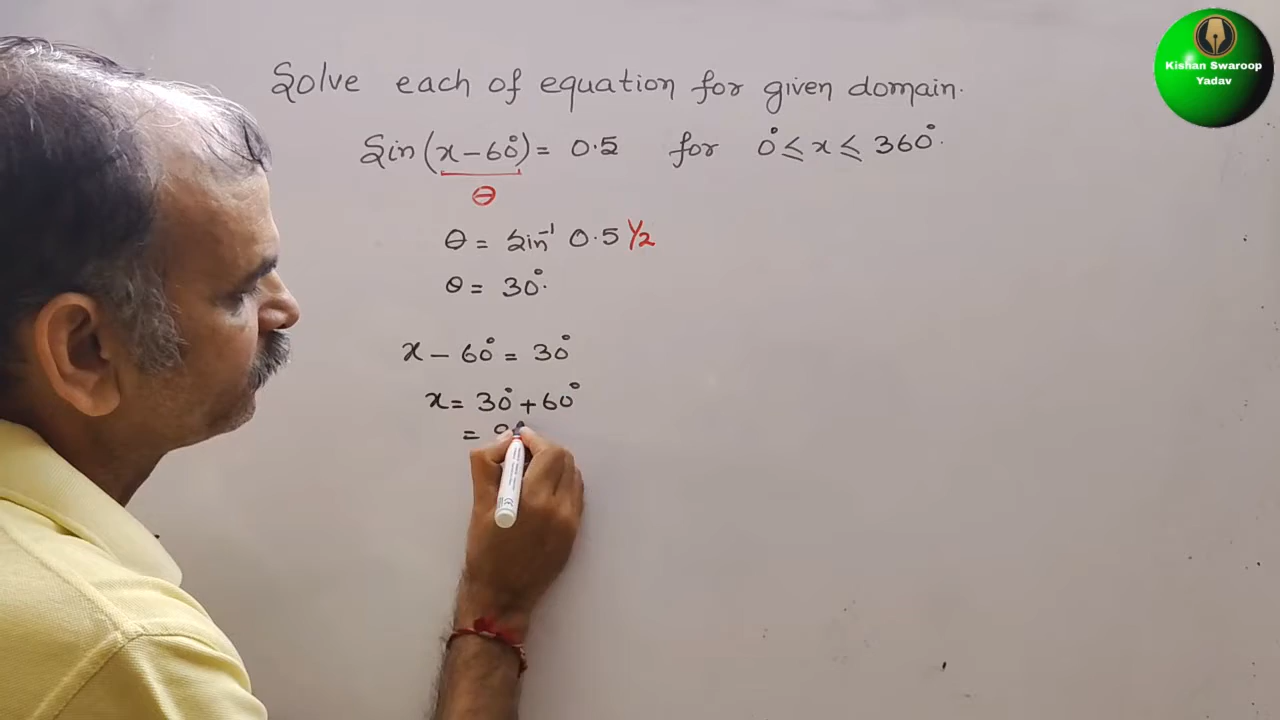 Solve each of equation for given domain.
Sin(x-60°) = 0.5 for 0° ≤ x ≤ 360°.
θ
θ = Sin⁻¹ 0.5 1/2
θ = 30°.
x - 60° = 30°
x = 30° + 60°
=
Kishan Swaroop
Yadav